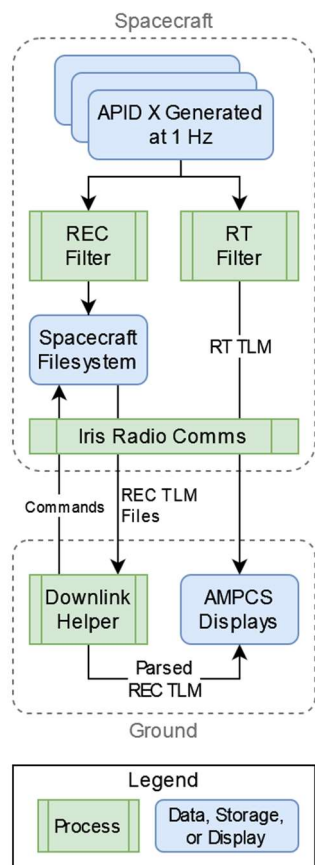 Spacecraft
APID X Generated
at 1 Hz
REC
Filter
RT
Filter
Spacecraft
Filesystem
RT TLM
Iris Radio Comms
Commands
REC TLM
Files
Downlink
Helper
AMPCS
Displays
Parsed
REC TLM
Ground
Legend
Process
Data, Storage,
or Display